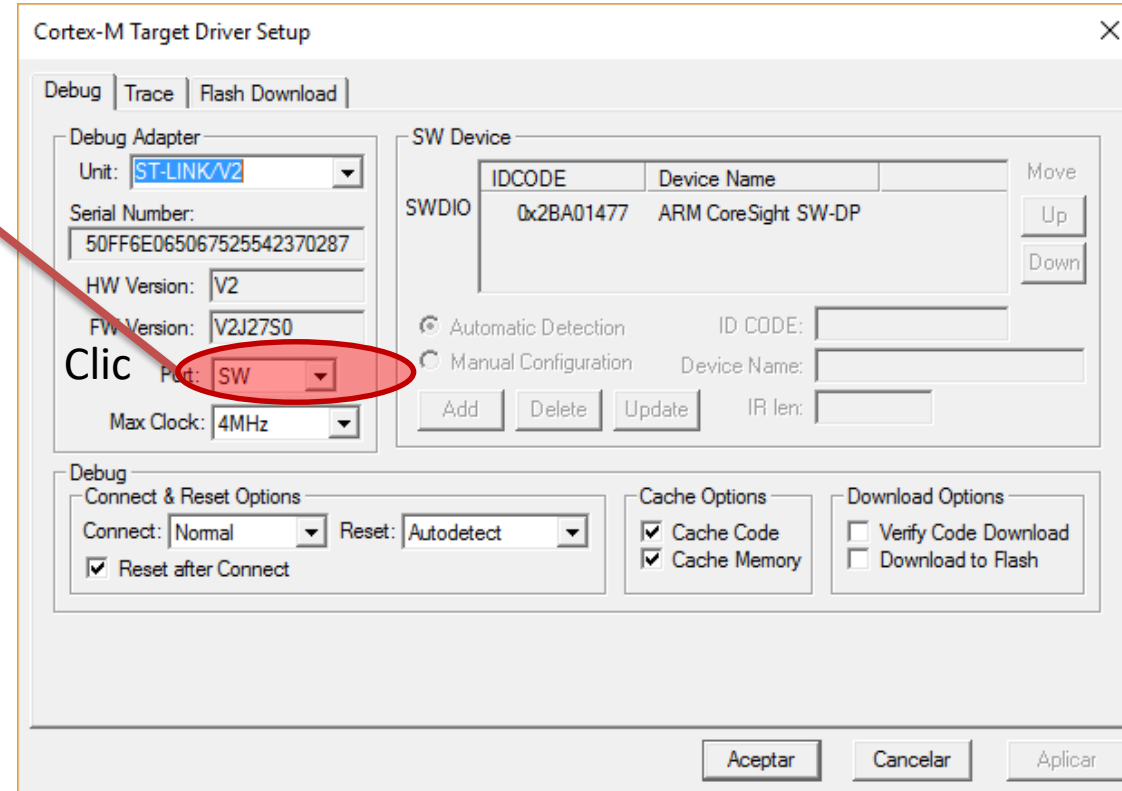 Cortex-M Target Driver Setup
Debug Trace Flash Download
Debug Adapter
Unit: ST-LINK/V2
Serial Number:
50FF6E065067525542370287
HW Version: V2
FW Version: V2J27S0
Clic
Port: SW
Max Clock: 4MHz
SW Device
IDCODE Device Name
SWDIO 0x2BA01477 ARM CoreSight SW-DP
Move
Up
Down
Automatic Detection ID CODE:
Manual Configuration Device Name:
Add Delete Update IR len:
Debug
Connect & Reset Options
Connect: Normal Reset: Autodetect
Reset after Connect
Cache Options
Cache Code
Cache Memory
Download Options
Verify Code Download
Download to Flash
Aceptar Cancelar Aplicar